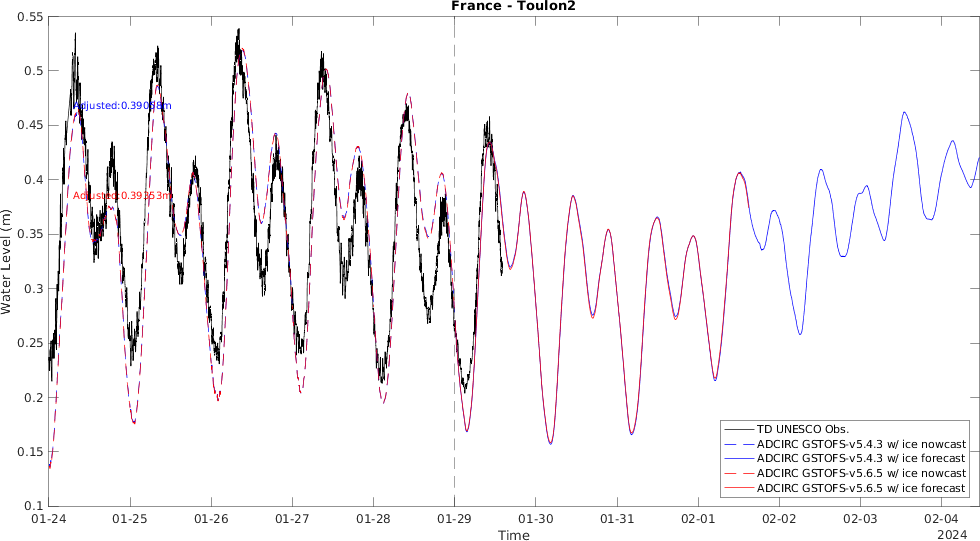 France - Toulon2
0.55
0.5
0.45
0.4
0.35
0.3
0.25
0.2
0.15
0.1
Water Level (m)
Adjusted:0.39058m
Adjusted:0.39353m
TD UNESCO Obs.
ADCIRC GSTOFS-v5.4.3 w/ ice nowcast
ADCIRC GSTOFS-v5.4.3 w/ ice forecast
ADCIRC GSTOFS-v5.6.5 w/ ice nowcast
ADCIRC GSTOFS-v5.6.5 w/ ice forecast
01-24 01-25 01-26 01-27 01-28 01-29 01-30 01-31 02-01 02-02 02-03 02-04
Time
2024